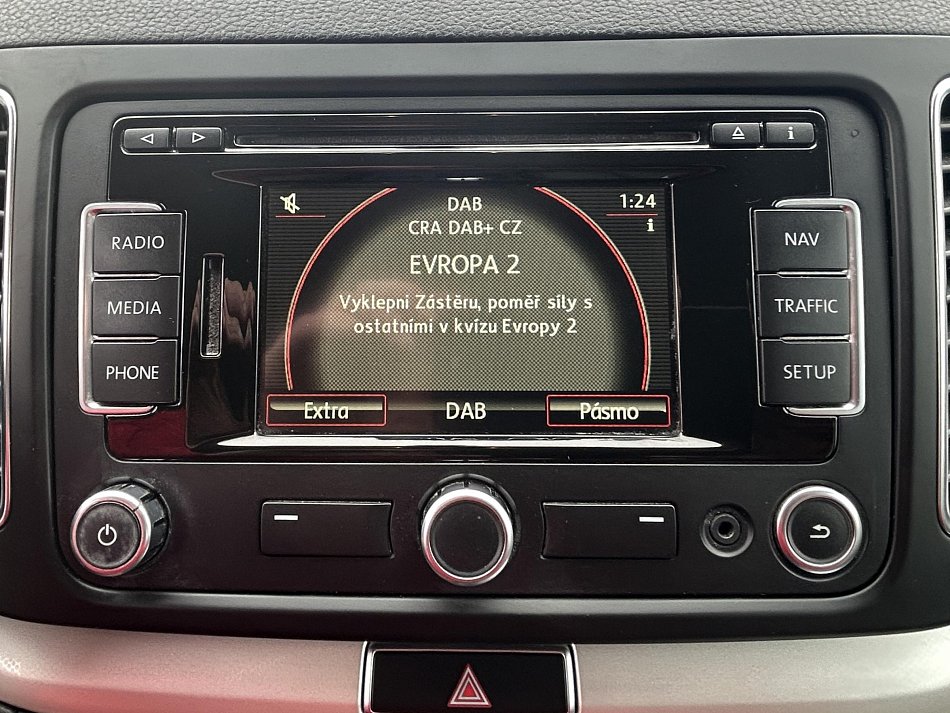 i
RADIO
MEDIA
PHONE
DAB
1:24
CRA DAB+ CZ
i
EVROPA 2
Vyklepni Zástěru, poměř síly s
ostatními v kvízu Evropy 2
Extra
DAB
Pásmo
NAV
TRAFFIC
SETUP